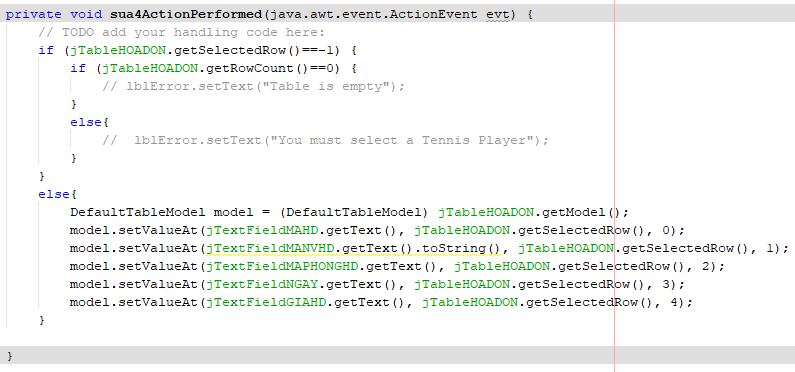 private void sua4ActionPerformed(java.awt.event.ActionEvent evt) {
// TODO add your handling code here:
if (jTableHOADON.getSelectedRow()==-1) {
if (jTableHOADON.getRowCount()==0) {
// lblError.setText("Table is empty");
}
else{
//  lblError.setText("You must select a Tennis Player");
}
}
else{
DefaultTableModel model = (DefaultTableModel) jTableHOADON.getModel();
model.setValueAt(jTextFieldMAHD.getText(), jTableHOADON.getSelectedRow(), 0);
model.setValueAt(jTextFieldMANVHD.getText().toString(), jTableHOADON.getSelectedRow(), 1);
model.setValueAt(jTextFieldMAPHONGHD.getText(), jTableHOADON.getSelectedRow(), 2);
model.setValueAt(jTextFieldNGAY.getText(), jTableHOADON.getSelectedRow(), 3);
model.setValueAt(jTextFieldGIAHD.getText(), jTableHOADON.getSelectedRow(), 4);
}
}